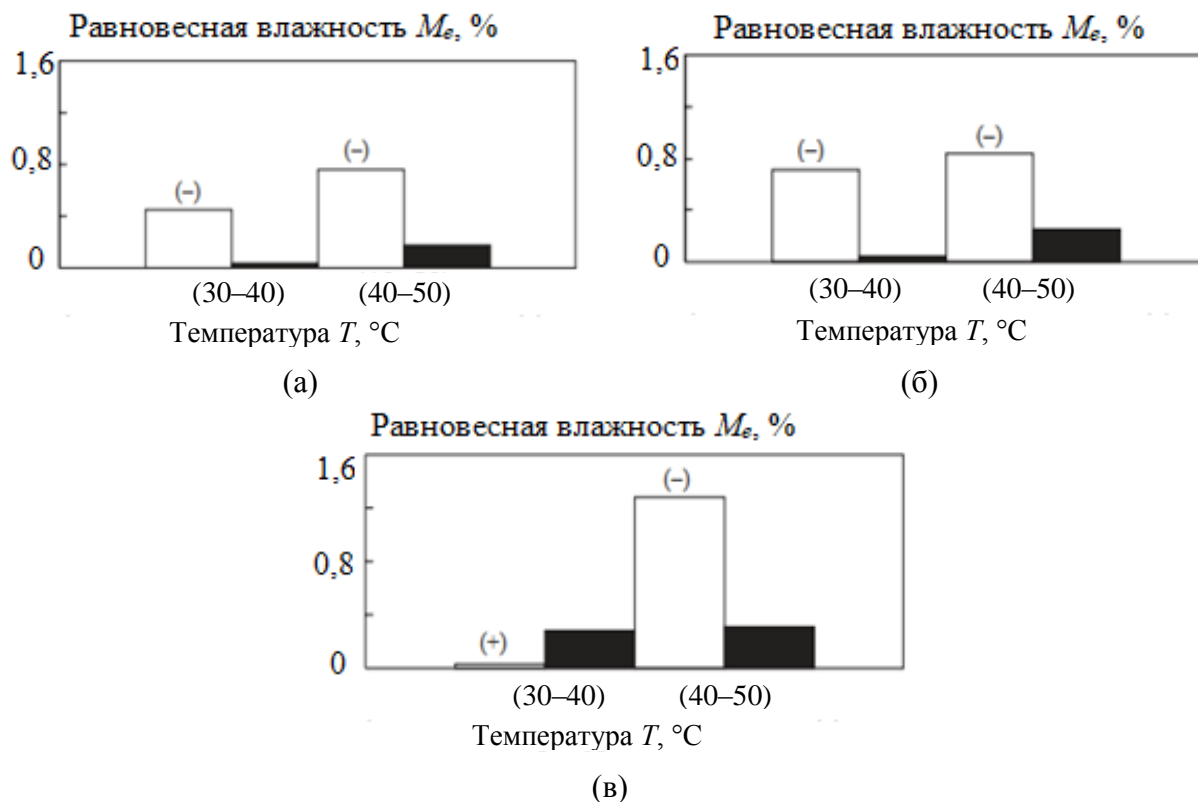 Равновесная влажность Mₑ, %
1,6
0,8
0
(–)
(–)
(30–40)
(40–50)
Температура T, °C
(а)
Равновесная влажность Mₑ, %
1,6
0,8
0
(–)
(–)
(30–40)
(40–50)
Температура T, °C
(б)
Равновесная влажность Mₑ, %
1,6
0,8
0
(+)
(–)
(30–40)
(40–50)
Температура T, °C
(в)